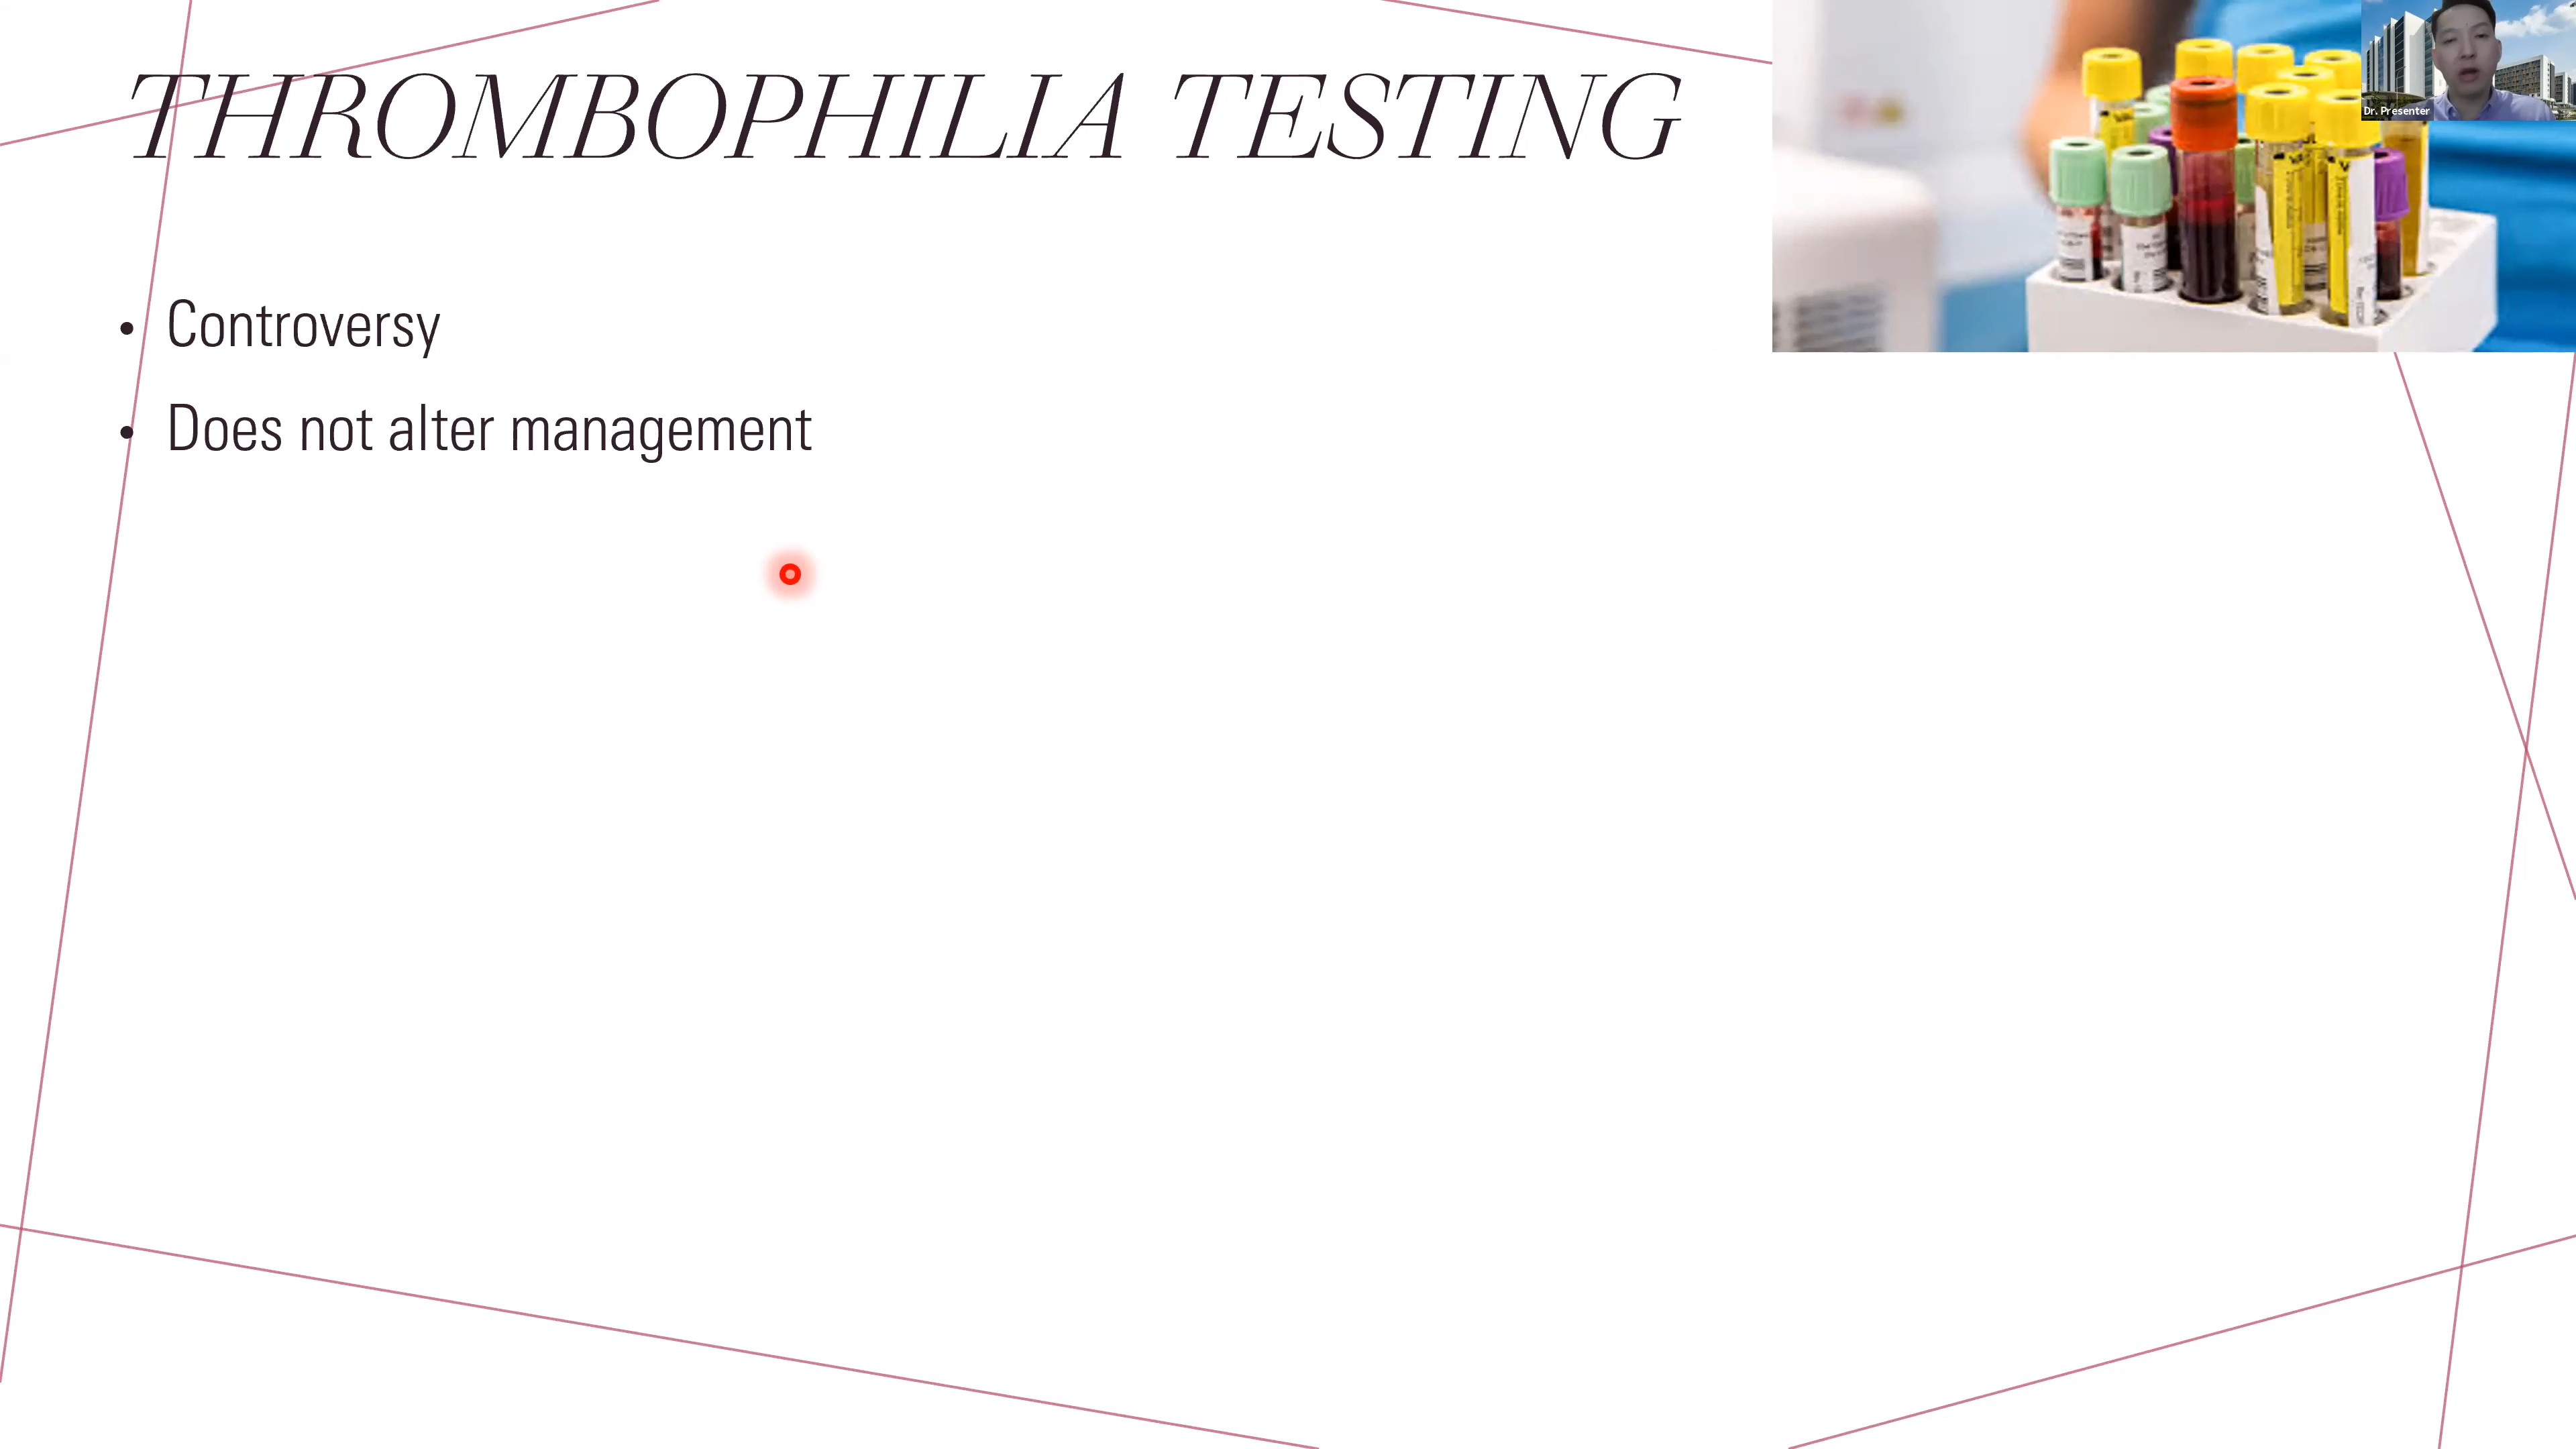 THROMBOPHILIA TESTING
Dr. Presenter
• Controversy
• Does not alter management